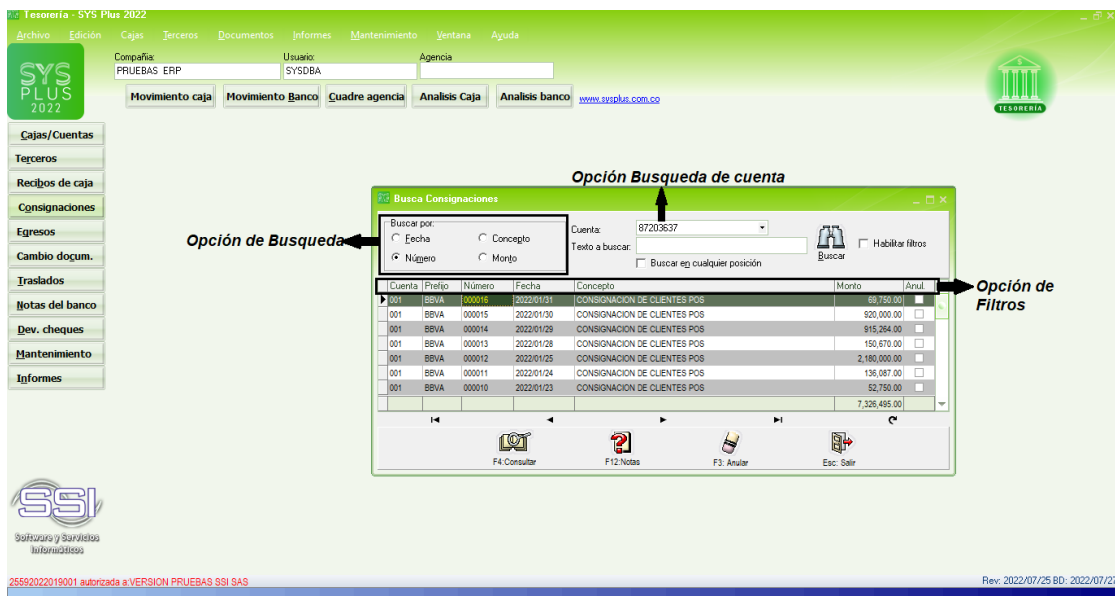 Tesorería - SYS Plus 2022
Archivo Edición Cajas Terceros Documentos Informes Mantenimiento Ventana Ayuda
SYS
PLUS
2022
Compañia: Usuario: Agencia
PRUEBAS ERP SYSDBA
Movimiento caja Movimiento Banco Cuadre agencia Analisis Caja Analisis banco www.sysplus.com.co
TESORERÍA
Cajas/Cuentas
Terceros
Recibos de caja
Consignaciones
Egresos
Cambio docum.
Traslados
Notas del banco
Dev. cheques
Mantenimiento
Informes
Opción Busqueda de cuenta
Opción de Busqueda
Opción de
Filtros
Busca Consignaciones
Buscar por:
Fecha Concepto
Número Monto
Cuenta: 87203637
Texto a buscar:
Buscar en cualquier posición
Buscar
Habilitar filtros
Cuenta Prefijo Número Fecha Concepto Monto Anul.
001 BBVA 000016 2022/01/31 CONSIGNACION DE CLIENTES POS 69,750.00
001 BBVA 000015 2022/01/30 CONSIGNACION DE CLIENTES POS 920,000.00
001 BBVA 000014 2022/01/29 CONSIGNACION DE CLIENTES POS 915,264.00
001 BBVA 000013 2022/01/28 CONSIGNACION DE CLIENTES POS 150,670.00
001 BBVA 000012 2022/01/25 CONSIGNACION DE CLIENTES POS 2,180,000.00
001 BBVA 000011 2022/01/24 CONSIGNACION DE CLIENTES POS 136,087.00
001 BBVA 000010 2022/01/23 CONSIGNACION DE CLIENTES POS 52,750.00
7,326,495.00
F4:Consultar F12:Notas F3: Anular Esc: Salir
SSI
Software y Servicios
Informáticos
25592022019001 autorizada a:VERSION PRUEBAS SSI SAS
Rev: 2022/07/25 BD: 2022/07/27